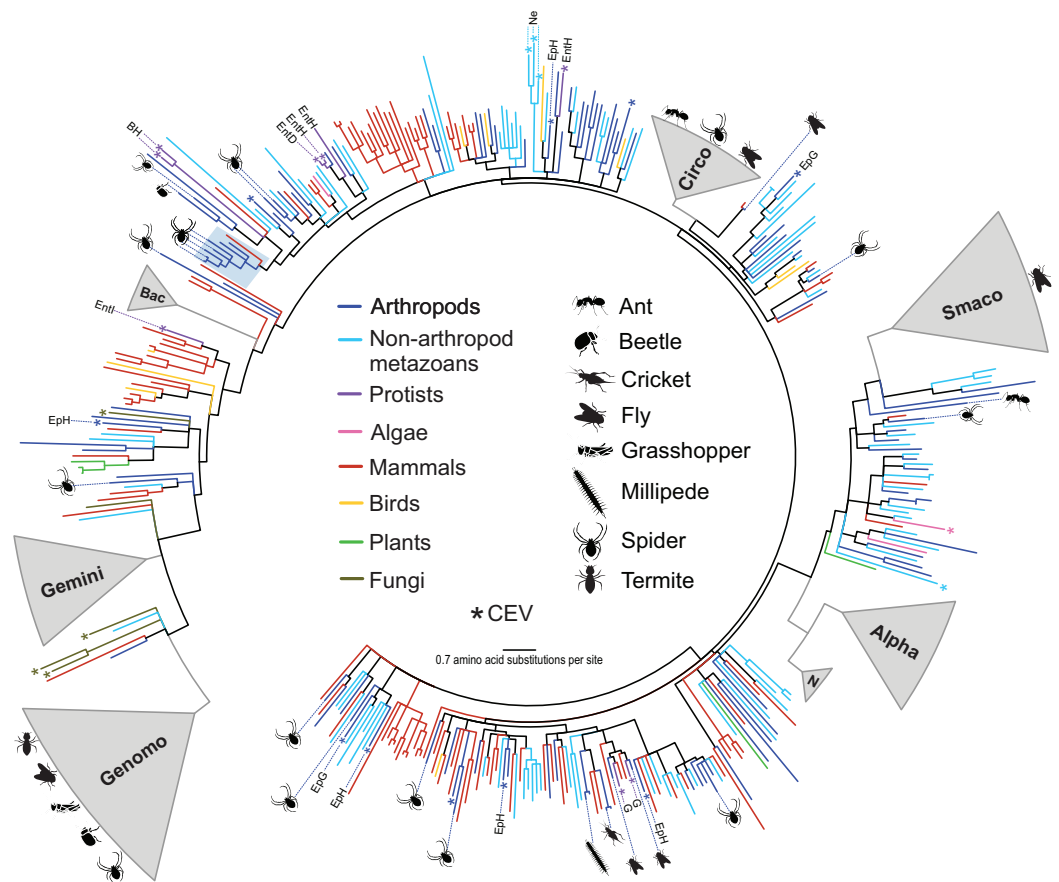 Ne
EpH
EntH
EntH
EntH
EntD
BH
Circo
EpG
Bac
EntI
Smaco
Arthropods
Non-arthropod
metazoans
Protists
Algae
Mammals
Birds
Plants
Fungi
Ant
Beetle
Cricket
Fly
Grasshopper
Millipede
Spider
Termite
* CEV
0.7 amino acid substitutions per site
EpH
Gemini
Alpha
N
Genomo
EpG
EpH
EpH
G
G
EpH